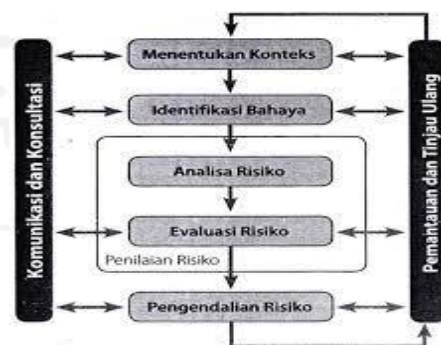 Menentukan Konteks
Identifikasi Bahaya
Analisa Risiko
Evaluasi Risiko
Penilaian Risiko
Pengendalian Risiko
Komunikasi dan Konsultasi
Pemantauan dan Tinjau Ulang